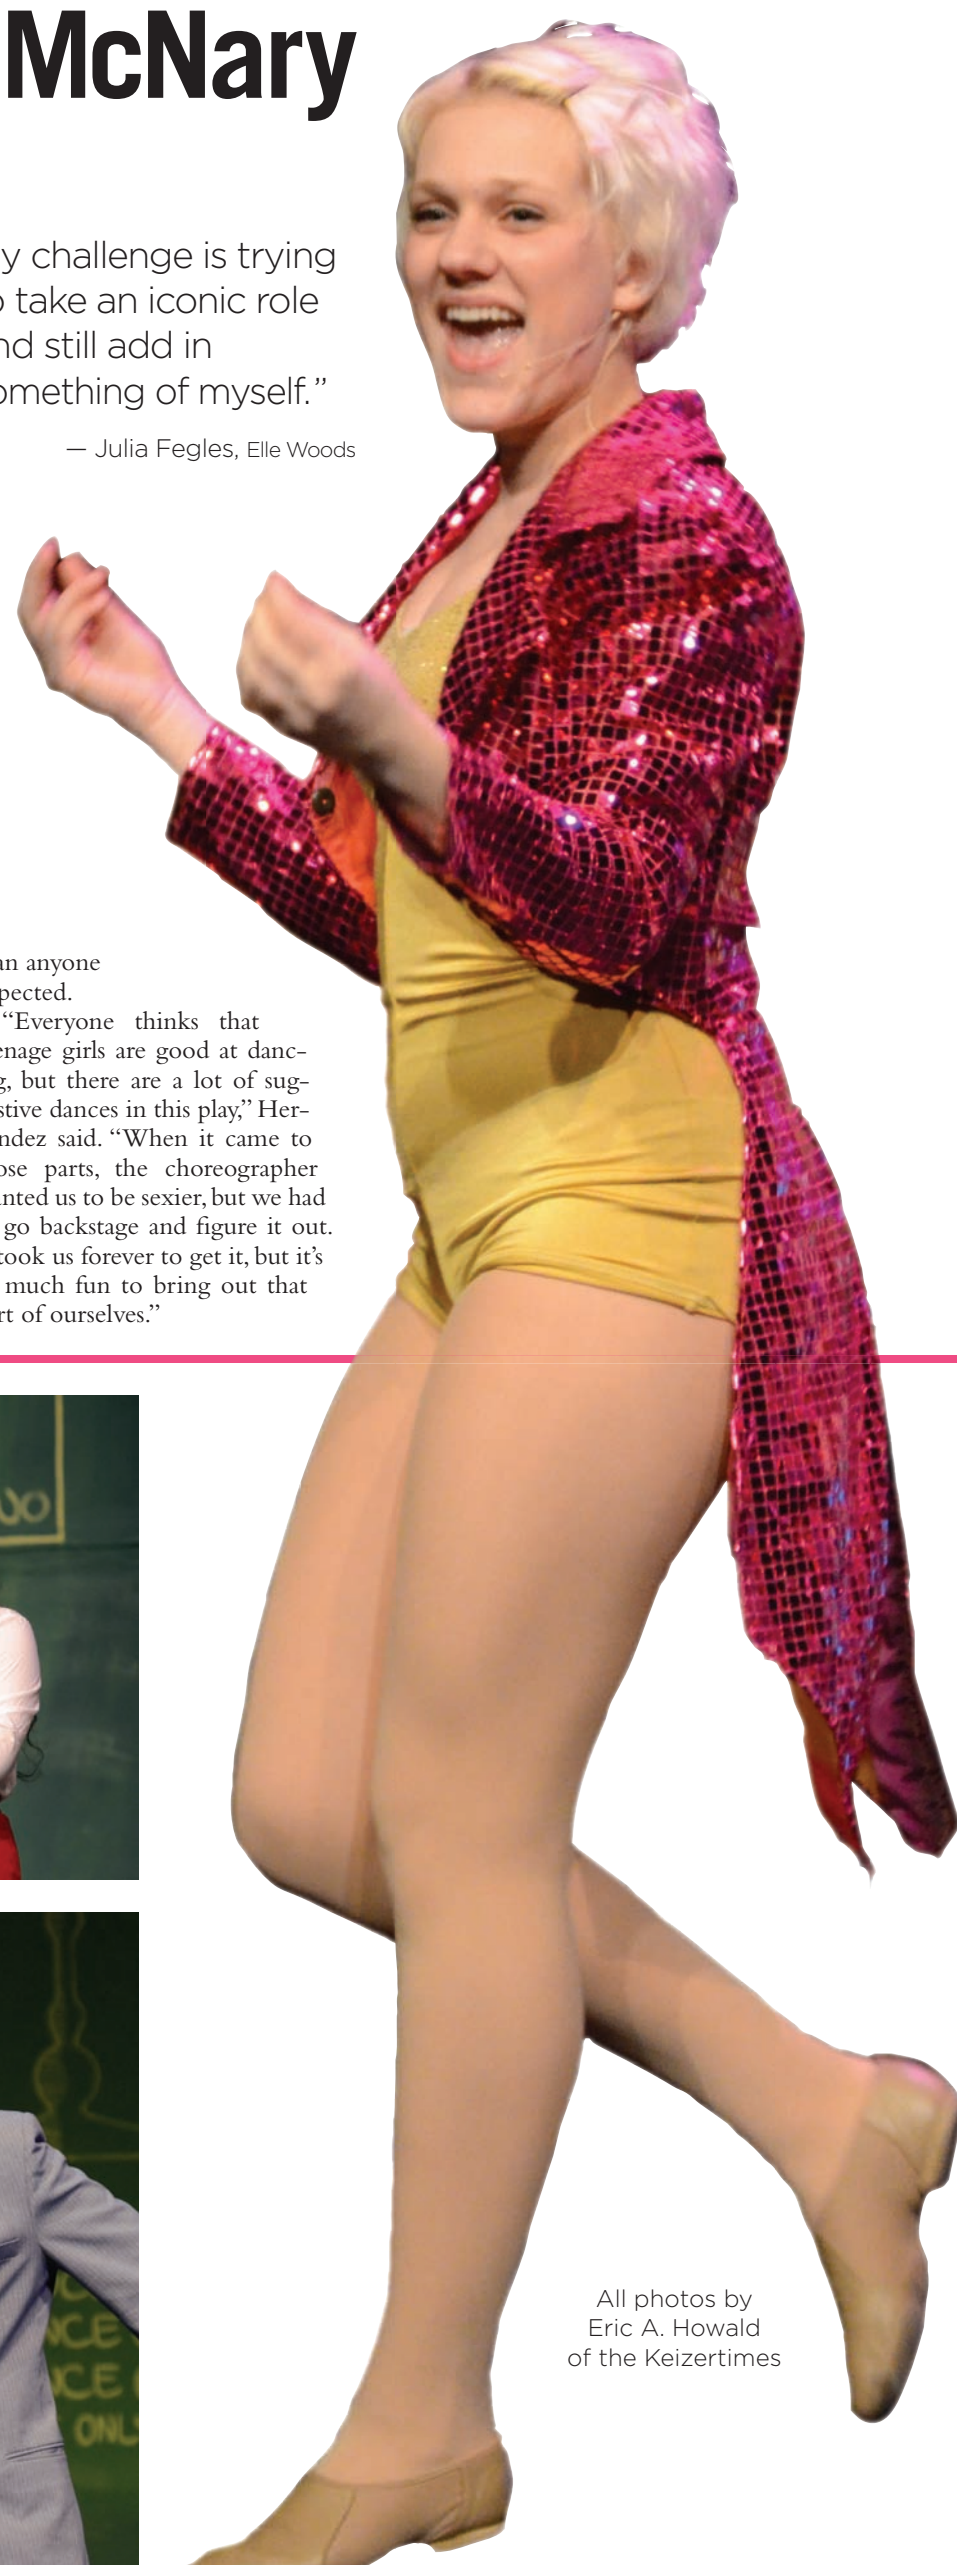 McNary
y challenge is trying
take an iconic role
nd still add in
omething of myself.”
— Julia Fegles, Elle Woods
an anyone
pected.
“Everyone thinks that
enage girls are good at danc-
g, but there are a lot of sug-
stive dances in this play,” Her-
ndez said. “When it came to
ose parts, the choreographer
nted us to be sexier, but we had
go backstage and figure it out.
took us forever to get it, but it’s
much fun to bring out that
rt of ourselves.”
ONL
All photos by
Eric A. Howald
of the Keizertimes